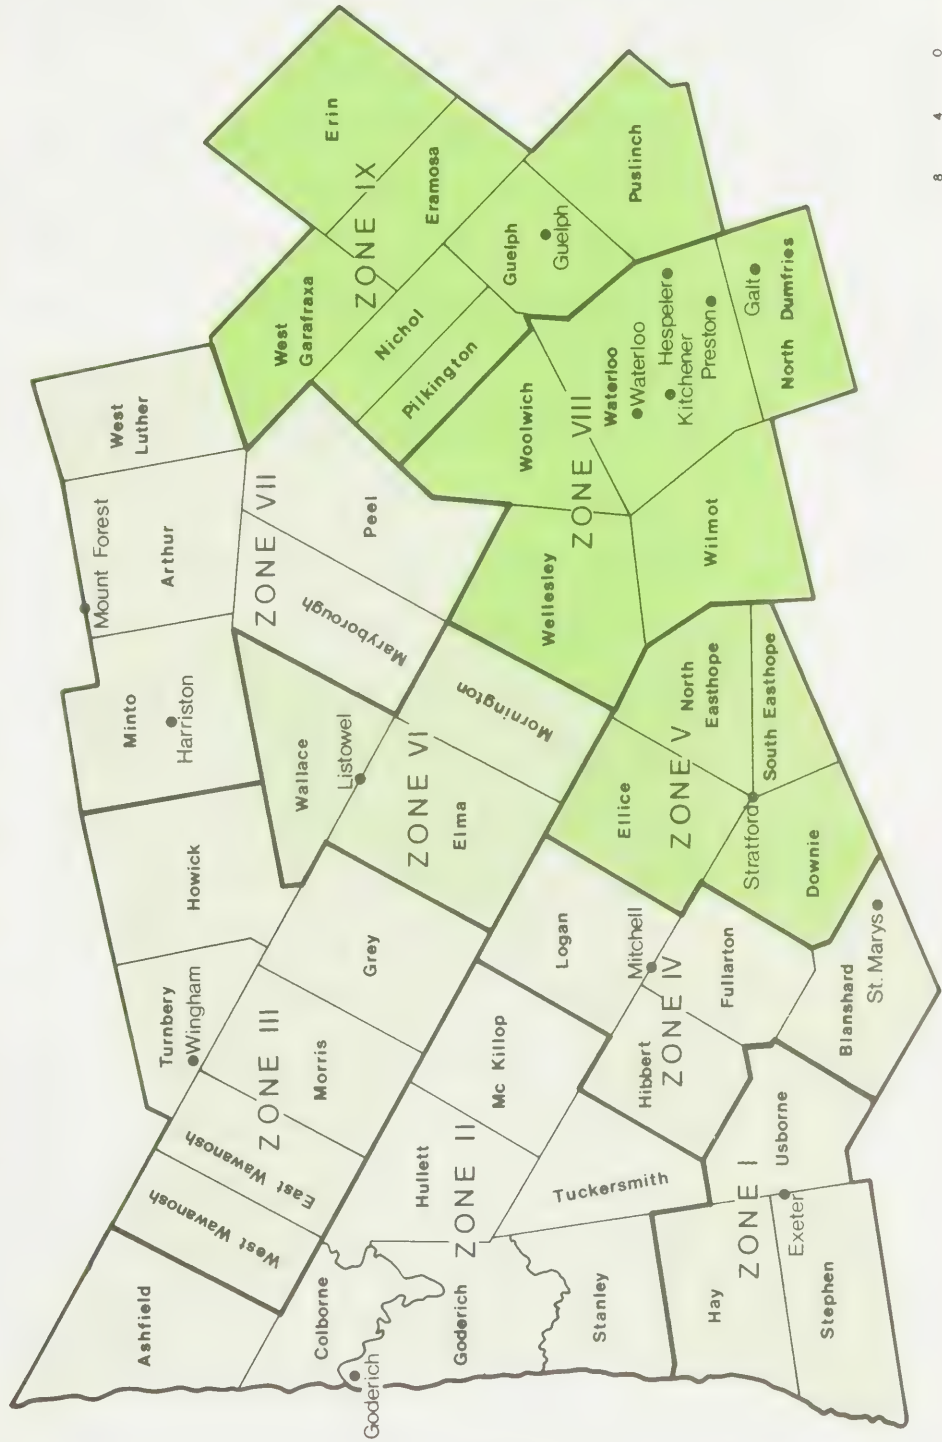 Erin
ZONE IX
Eramosa
West
Garafraxa
Nichol
Pilkington
Guelph
Guelph
Puslinch
West
Luther
Mount Forest
Arthur
ZONE VII
Peel
Maryborough
Minto
Harriston
Woolwich
ZONE VIII
Waterloo
Waterloo
Hespeler
Kitchener
Preston
Galt
North Dumfries
Wellesley
Wilmot
Wallace
Listowel
ZONE VI
Elma
Mornington
North
Easthope
ZONE V
South Easthope
Ellice
Stratford
Downie
Howick
Turnbery
Wingham
Grey
ZONE III
Morris
East Wawanosh
West Wawanosh
Logan
Mitchell
Fullarton
ZONE IV
Hibbert
Blanshard
St. Marys
Mc Killop
Hullett
ZONE II
Tuckersmith
Usborne
ZONE I
Exeter
Hay
Stephen
Ashfield
Colborne
Goderich
Goderich
Stanley
8 4 0